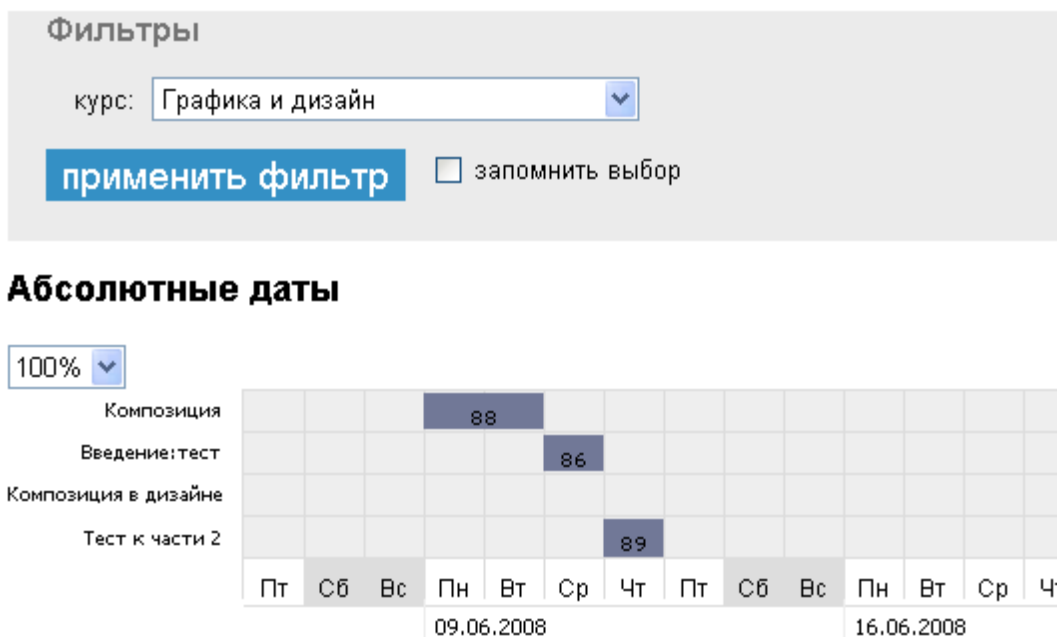 Фильтры
курс: Графика и дизайн
применить фильтр запомнить выбор
Абсолютные даты
100%
Композиция 88
Введение:тест 86
Композиция в дизайне
Тест к части 2 89
Пт Сб Вс Пн Вт Ср Чт Пт Сб Вс Пн Вт Ср
09.06.2008 16.06.2008